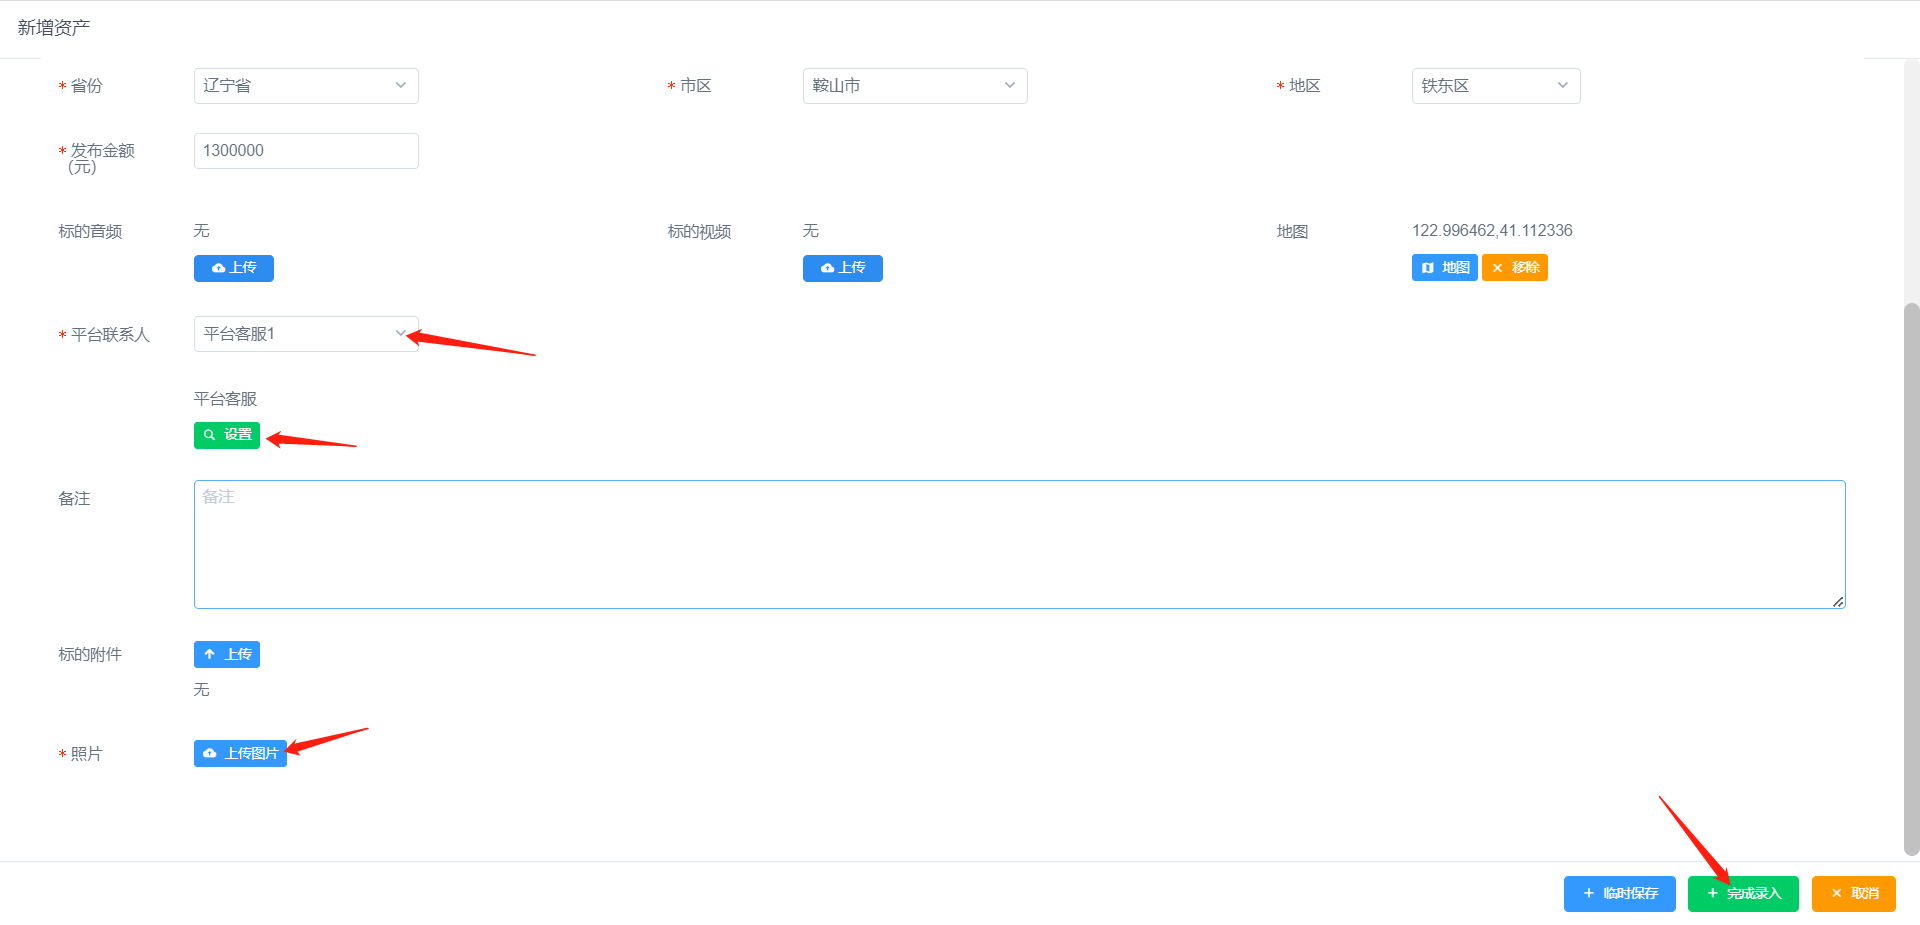 新增资产
* 省份
辽宁省
* 市区
鞍山市
* 地区
铁东区
* 发布金额
(元)
1300000
标的音频
无
标的视频
无
地图
122.996462,41.112336
上传
上传
地图
移除
* 平台联系人
平台客服1
平台客服
设置
备注
备注
标的附件
上传
无
* 照片
上传图片
临时保存
完成录入
取消